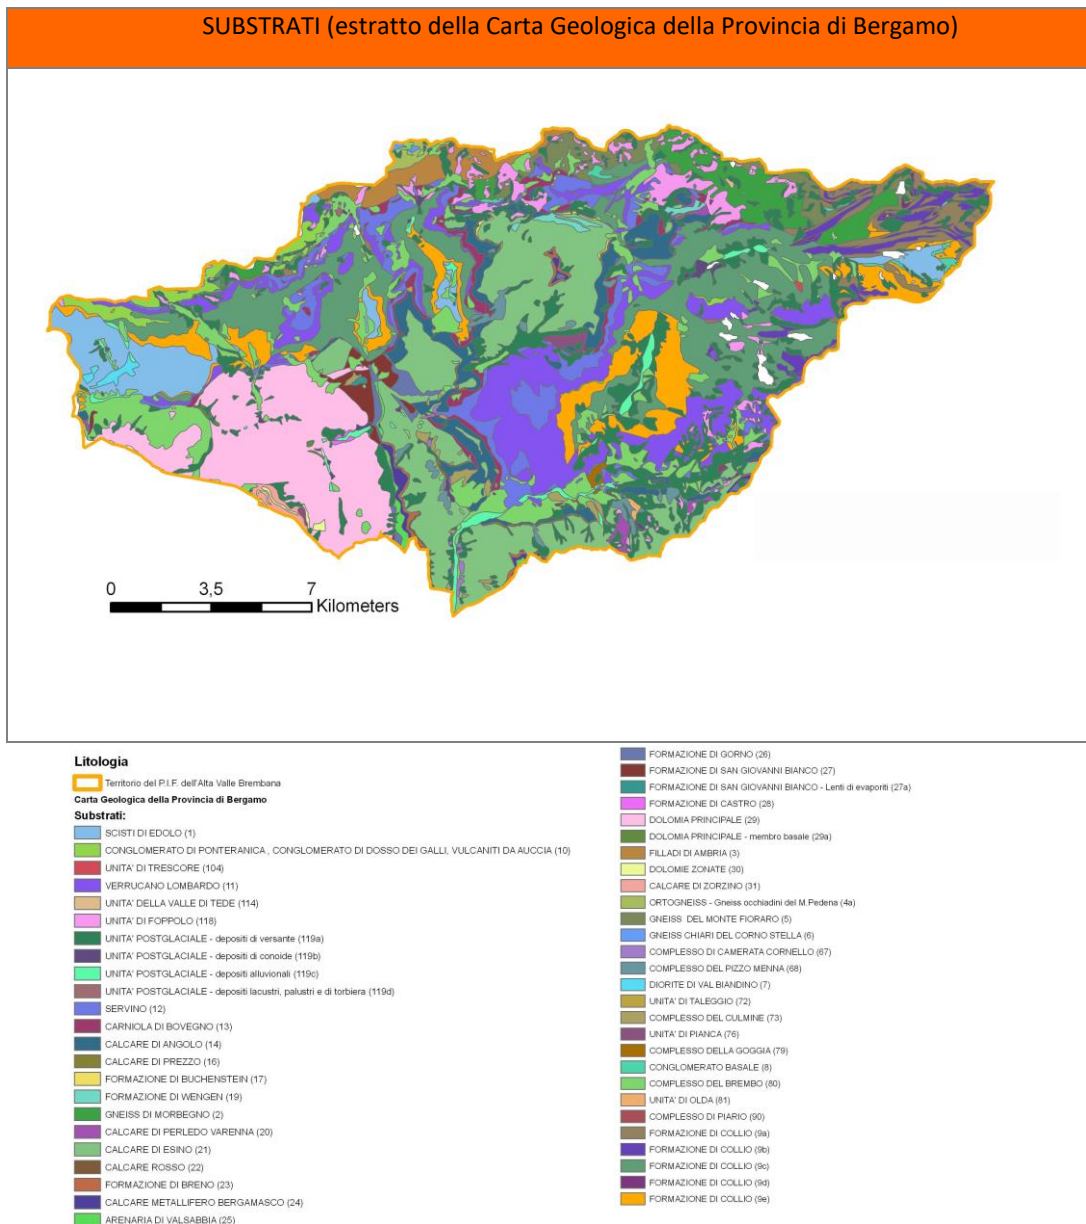 SUBSTRATI (estratto della Carta Geologica della Provincia di Bergamo)
0 3,5 7
Kilometers
Litologia
Territorio del P.I.F. dell'Alta Valle Brembana
Carta Geologica della Provincia di Bergamo
Substrati:
SCISTI DI EDOLO (1)
CONGLOMERATO DI PONTERANICA , CONGLOMERATO DI DOSSO DEI GALLI, VULCANITI DA AUCCIA (10)
UNITA' DI TRESCORE (104)
VERRUCANO LOMBARDO (11)
UNITA' DELLA VALLE DI TEDE (114)
UNITA' DI FOPPOLO (118)
UNITA' POSTGLACIALE - depositi di versante (119a)
UNITA' POSTGLACIALE - depositi di conoide (119b)
UNITA' POSTGLACIALE - depositi alluvionali (119c)
UNITA' POSTGLACIALE - depositi lacustri, palustri e di torbiera (119d)
SERVINO (12)
CARNIOLA DI BOVEGNO (13)
CALCARE DI ANGOLO (14)
CALCARE DI PREZZO (16)
FORMAZIONE DI BUCHENSTEIN (17)
FORMAZIONE DI WENGEN (19)
GNEISS DI MORBEGNO (2)
CALCARE DI PERLEDO VARENNA (20)
CALCARE DI ESINO (21)
CALCARE ROSSO (22)
FORMAZIONE DI BRENO (23)
CALCARE METALLIFERO BERGAMASCO (24)
ARENARIA DI VALSABBIA (25)
FORMAZIONE DI GORNO (26)
FORMAZIONE DI SAN GIOVANNI BIANCO (27)
FORMAZIONE DI SAN GIOVANNI BIANCO - Lenti di evaporiti (27a)
FORMAZIONE DI CASTRO (28)
DOLOMIA PRINCIPALE (29)
DOLOMIA PRINCIPALE - membro basale (29a)
FILLADI DI AMBRIA (3)
DOLOMIE ZONATE (30)
CALCARE DI ZORZINO (31)
ORTOGNEISS - Gneiss occhiadini del M.Pedena (4a)
GNEISS DEL MONTE FIORARO (5)
GNEISS CHIARI DEL CORNO STELLA (6)
COMPLESSO DI CAMERATA CORNELLO (67)
COMPLESSO DEL PIZZO MENNA (68)
DIORITE DI VAL BIANDINO (7)
UNITA' DI TALEGGIO (72)
COMPLESSO DEL CULMINE (73)
UNITA' DI PIANCA (76)
COMPLESSO DELLA GOGGIA (79)
CONGLOMERATO BASALE (8)
COMPLESSO DEL BREMBO (80)
UNITA' DI OLDA (81)
COMPLESSO DI PIARIO (90)
FORMAZIONE DI COLLIO (9a)
FORMAZIONE DI COLLIO (9b)
FORMAZIONE DI COLLIO (9c)
FORMAZIONE DI COLLIO (9d)
FORMAZIONE DI COLLIO (9e)